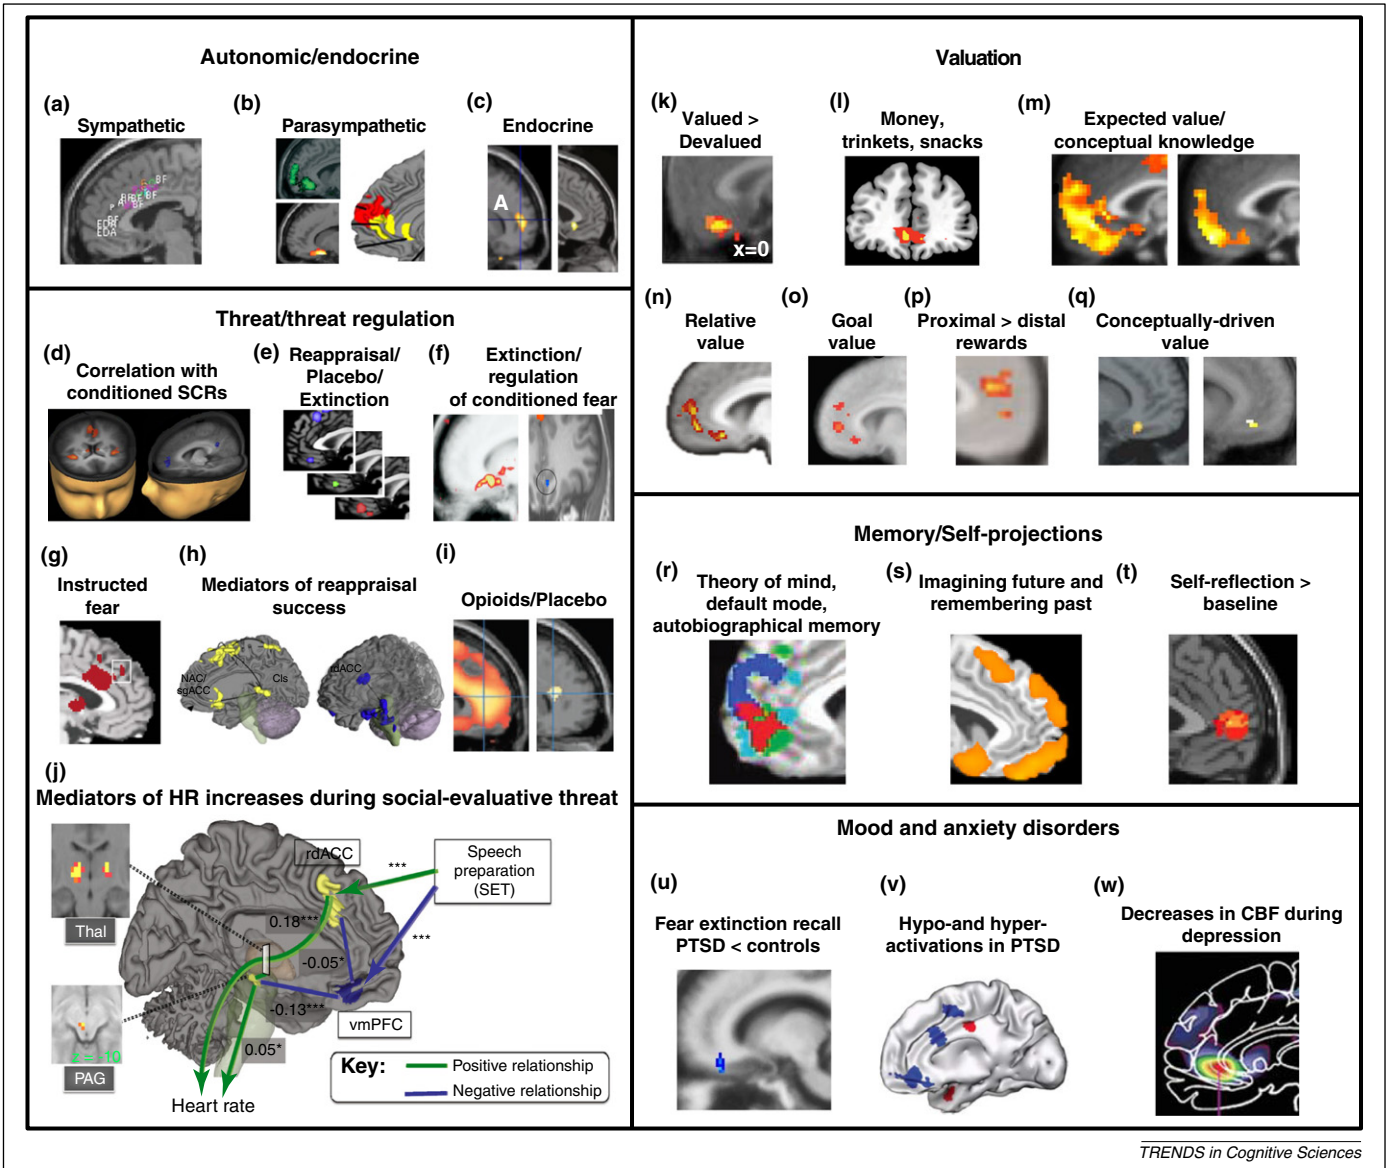 Autonomic/endocrine
(a)
Sympathetic
BF
BF
EDA
EDA
(b)
Parasympathetic
(c)
Endocrine
A
Threat/threat regulation
(d)
Correlation with
conditioned SCRs
(e)
Reappraisal/
Placebo/
Extinction
(f)
Extinction/
regulation
of conditioned fear
(g)
Instructed
fear
(h)
Mediators of reappraisal
success
NAC/
sgACC
Cls
rdACC
(i)
Opioids/Placebo
(j)
Mediators of HR increases during social-evaluative threat
Thal
PAG
rdACC
***
Speech
preparation
(SET)
0.18***
***
-0.05*
-0.13***
vmPFC
0.05*
Heart rate
Key:
Positive relationship
Negative relationship
Valuation
(k)
Valued >
Devalued
x=0
(l)
Money,
trinkets, snacks
(m)
Expected value/
conceptual knowledge
(n)
Relative
value
(o)
Goal
value
(p)
Proximal > distal
rewards
(q)
Conceptually-driven
value
Memory/Self-projections
(r)
Theory of mind,
default mode,
autobiographical memory
(s)
Imagining future and
remembering past
(t)
Self-reflection >
baseline
Mood and anxiety disorders
(u)
Fear extinction recall
PTSD < controls
(v)
Hypo-and hyper-
activations in PTSD
(w)
Decreases in CBF during
depression
TRENDS in Cognitive Sciences